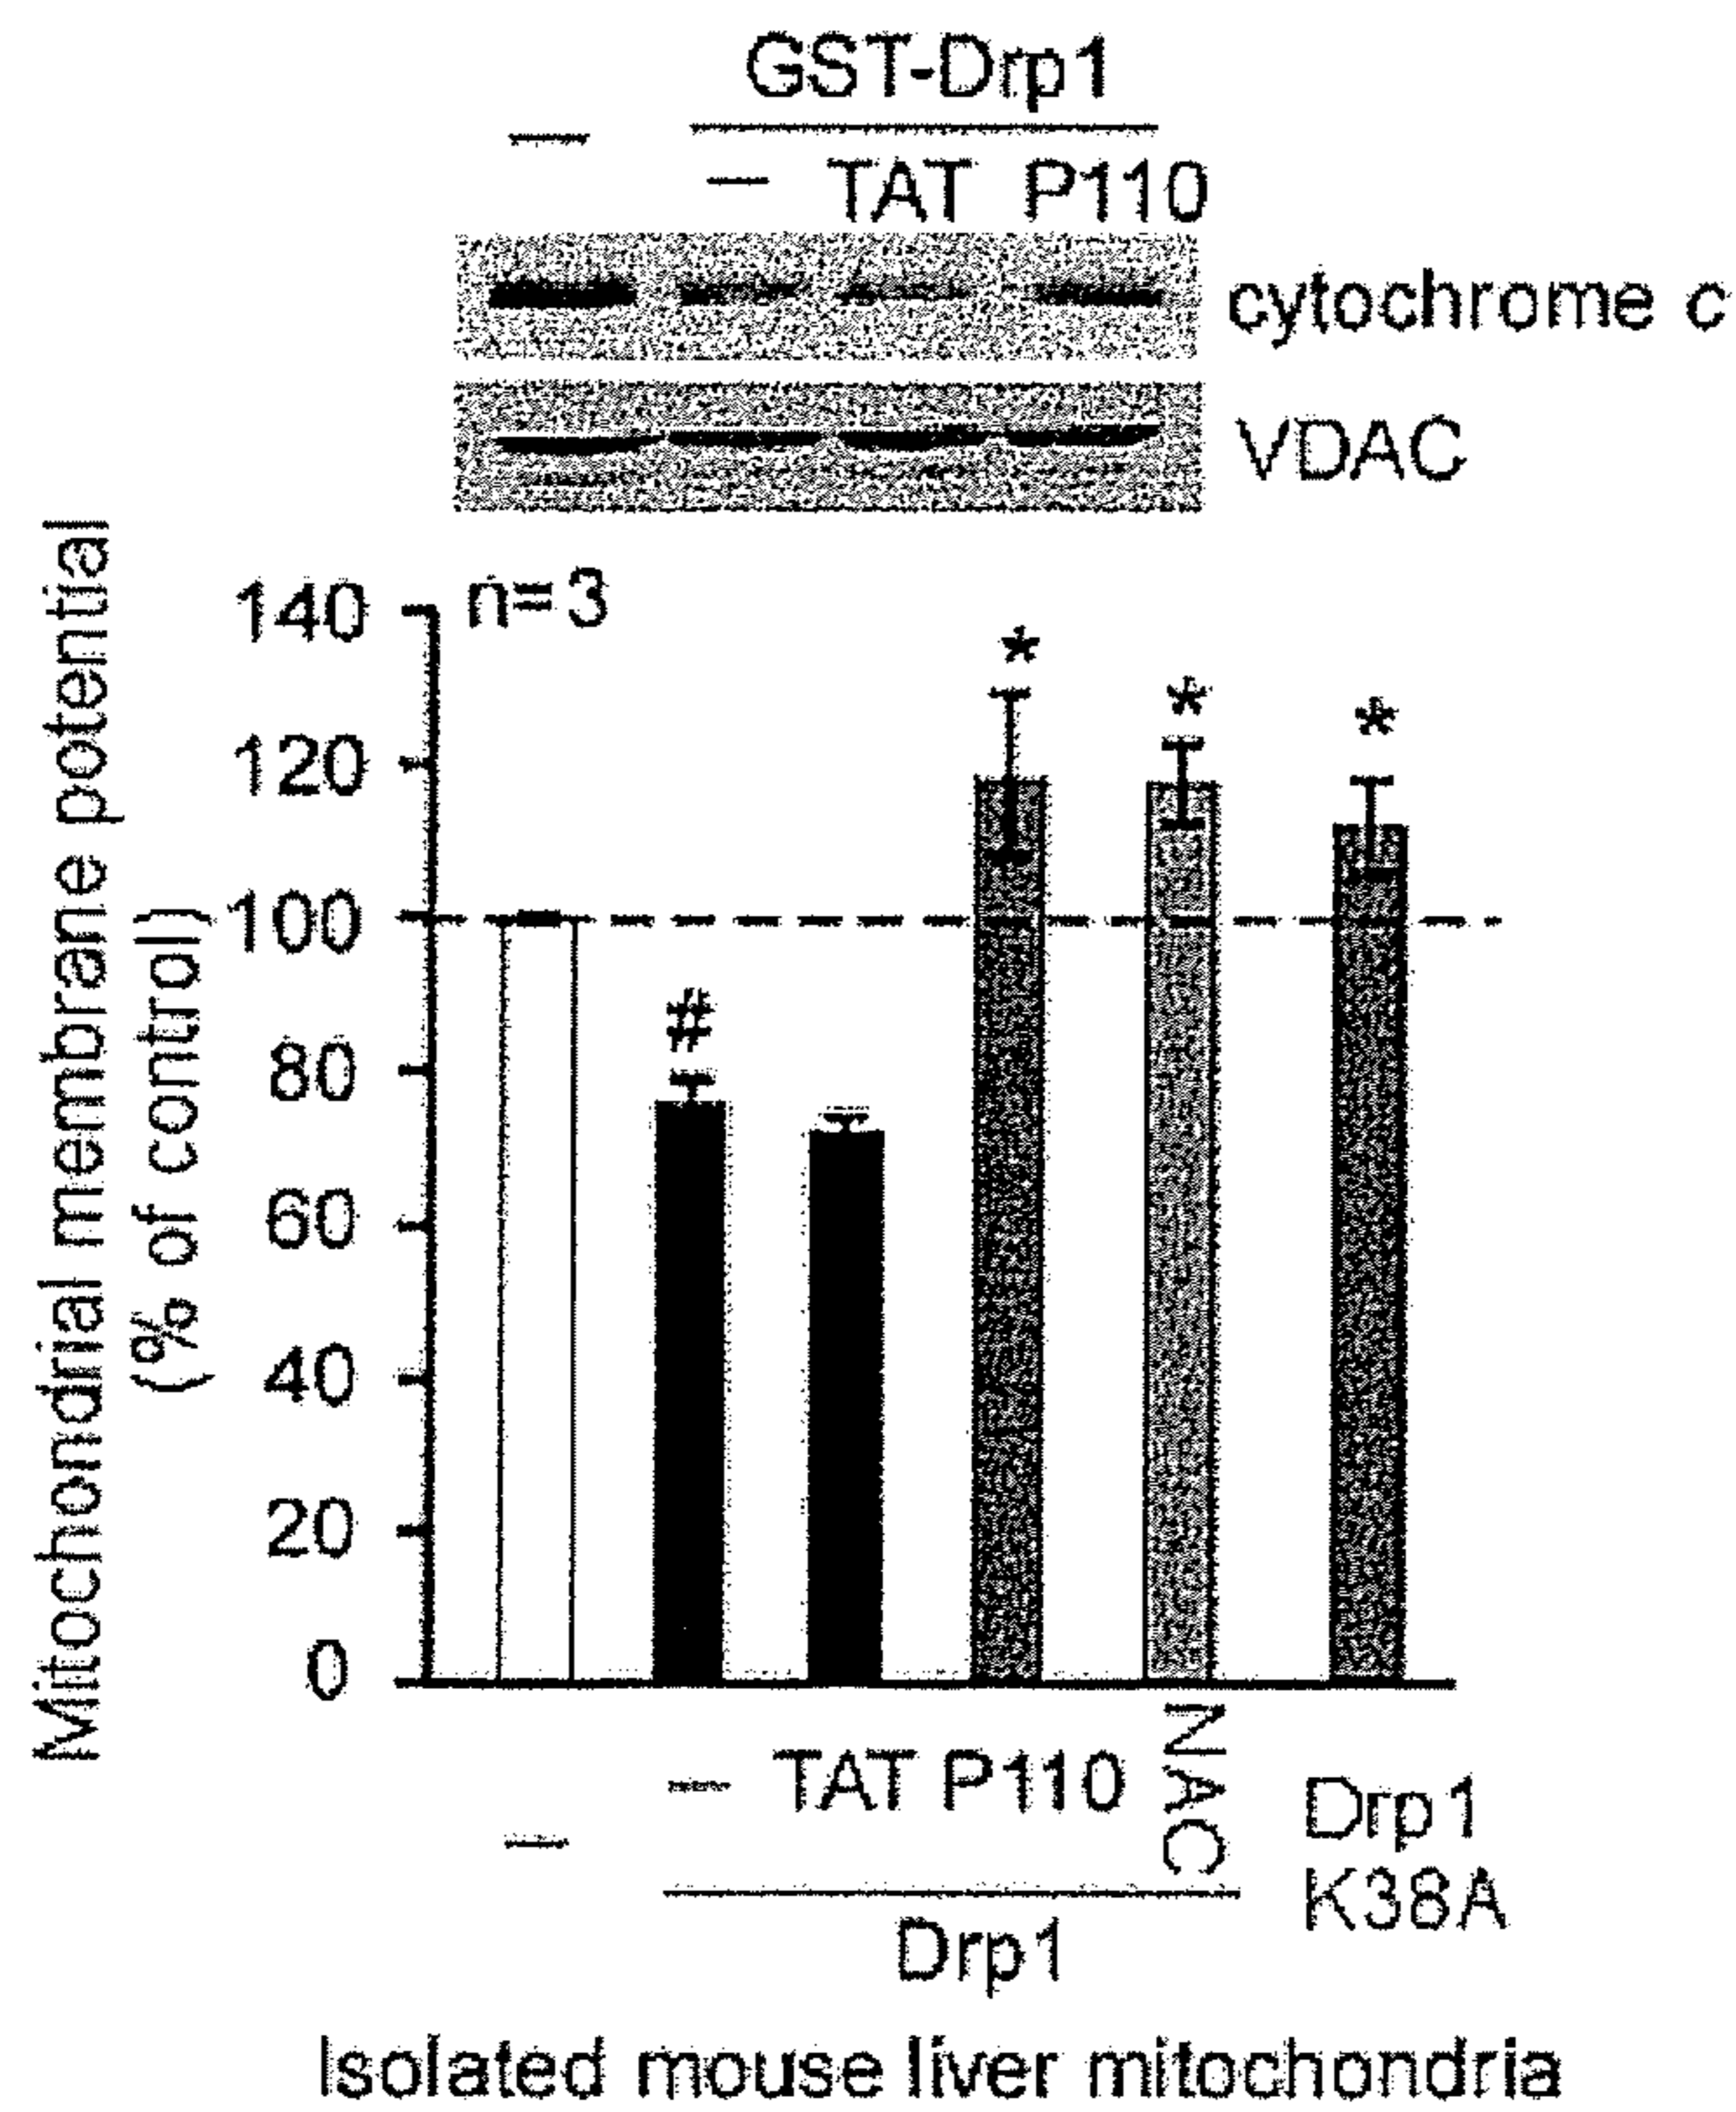 GST-Drp1
– – TAT P110
cytochrome c
VDAC
Mitochondrial membrane potential
(% of control)
n=3
140
120
100
80
60
40
20
0
*
*
*
#
– – TAT P110 NAC
Drp1
Drp1
K38A
Isolated mouse liver mitochondria